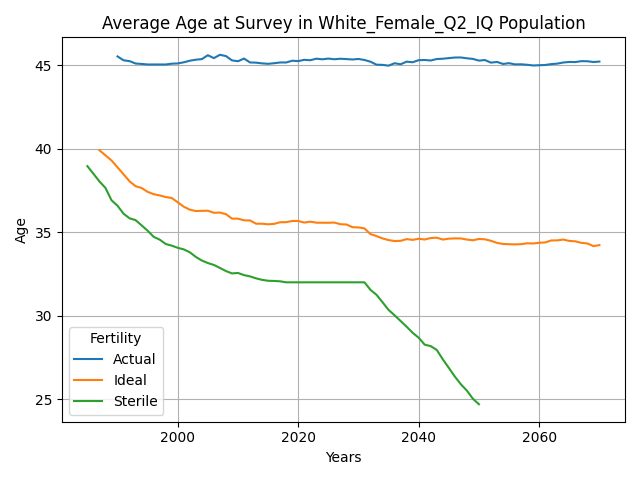 Average Age at Survey in White_Female_Q2_IQ Population
Age
45
40
35
30
25
Fertility
Actual
Ideal
Sterile
2000 2020 2040 2060
Years